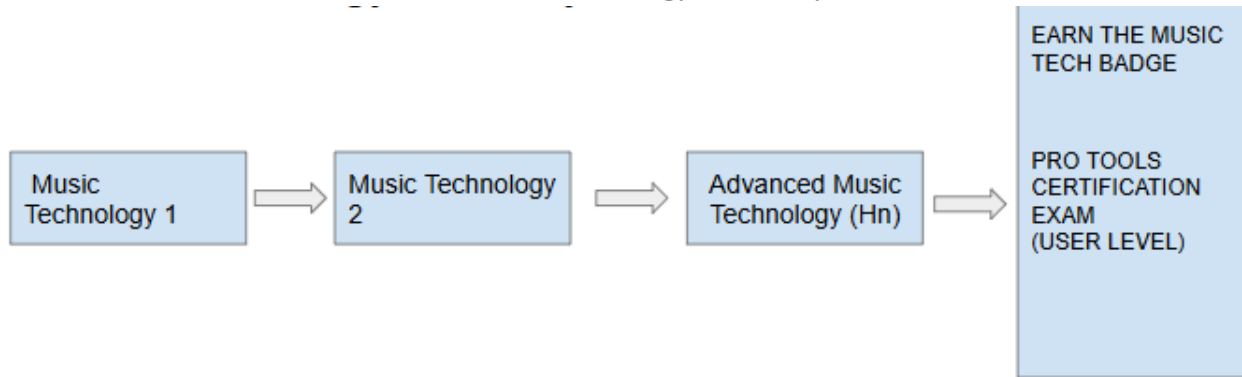 Music
Technology 1
Music Technology
2
Advanced Music
Technology (Hn)
EARN THE MUSIC
TECH BADGE
PRO TOOLS
CERTIFICATION
EXAM
(USER LEVEL)